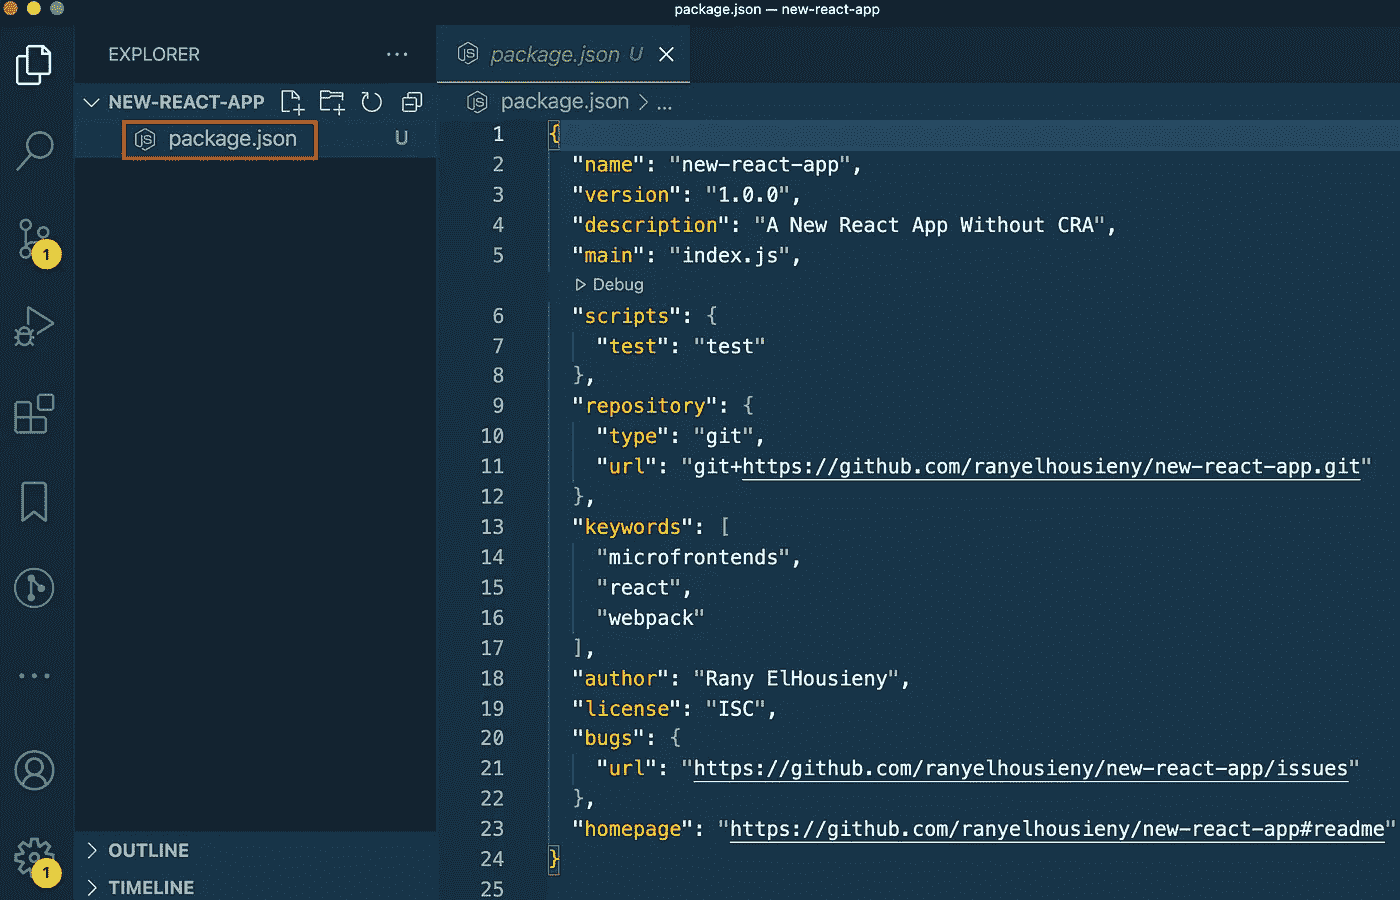 package.json — new-react-app
EXPLORER
package.json U
NEW-REACT-APP
package.json > ...
package.json U
1 {
2 "name": "new-react-app",
3 "version": "1.0.0",
4 "description": "A New React App Without CRA",
5 "main": "index.js",
Debug
6 "scripts": {
7 "test": "test"
8 },
9 "repository": {
10 "type": "git",
11 "url": "git+https://github.com/ranyelhousieny/new-react-app.git"
12 },
13 "keywords": [
14 "microfrontends",
15 "react",
16 "webpack"
17 ],
18 "author": "Rany ElHousieny",
19 "license": "ISC",
20 "bugs": {
21 "url": "https://github.com/ranyelhousieny/new-react-app/issues"
22 },
23 "homepage": "https://github.com/ranyelhousieny/new-react-app#readme"
24 }
25
1
OUTLINE
1
TIMELINE